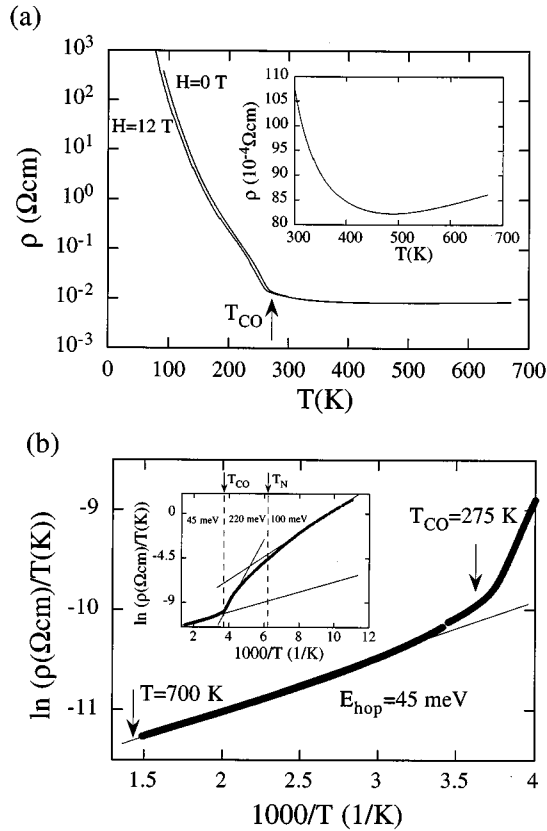 (a)
10³
10²
10¹
10⁰
10⁻¹
10⁻²
10⁻³
ρ (Ωcm)
H=0 T
H=12 T
T_CO
0 100 200 300 400 500 600 700
T(K)
110
105
100
95
90
85
80
ρ (10⁻⁴Ωcm)
300 400 500 600 700
T(K)
(b)
-9
-10
-11
ln (ρ(Ωcm)/T(K))
T_CO T_N
45 meV 220 meV 100 meV
0
-4.5
-9
ln (ρ(Ωcm)/T(K))
2 4 6 8 10 12
1000/T (1/K)
T_CO=275 K
T=700 K
E_hop=45 meV
1.5 2 2.5 3 3.5 4
1000/T (1/K)